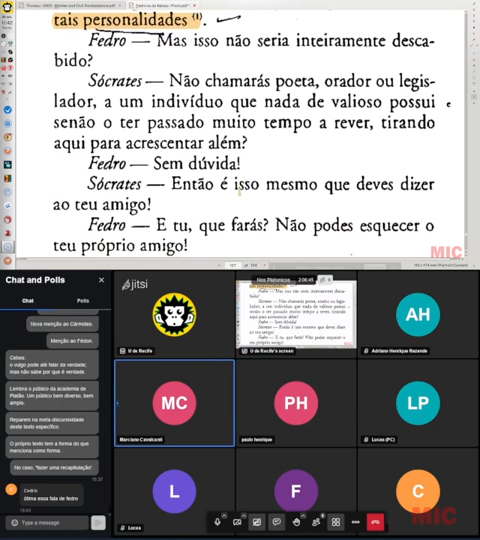 tais personalidades (1).
Fedro — Mas isso não seria inteiramente desca-
bido?
Sócrates — Não chamarás poeta, orador ou legis-
lador, a um indivíduo que nada de valioso possui
senão o ter passado muito tempo a rever, tirando
aqui para acrescentar além?
Fedro — Sem dúvida!
Sócrates — Então é isso mesmo que deves dizer
ao teu amigo!
Fedro — E tu, que farás? Não podes esquecer o
teu próprio amigo!
MIC
Chat and Polls
Chat
Polls
Nova menção ao Cármides.
Menção ao Fédon.
o vulgo pode até falar da verdade;
mas não sabe por que é verdade.
Lembra o público da academia de
Platão. Um público bem diverso, bem
amplo.
Reparem na meta-discursividade
deste texto específico.
O próprio texto tem a forma do que
menciona como forma.
No caso, "fazer uma recapitulação".
15:37
C
Cedric
ótima essa fala de fedro
Type a message
jitsi
Nos Platonicos
U de Recife
U de Recife's screen
AH
Adriano Henrique Rezende
MC
Marciano Cavalcanti
PH
paulo henrique
LP
Lucas (PC)
L
Lucas
F
C
MIC